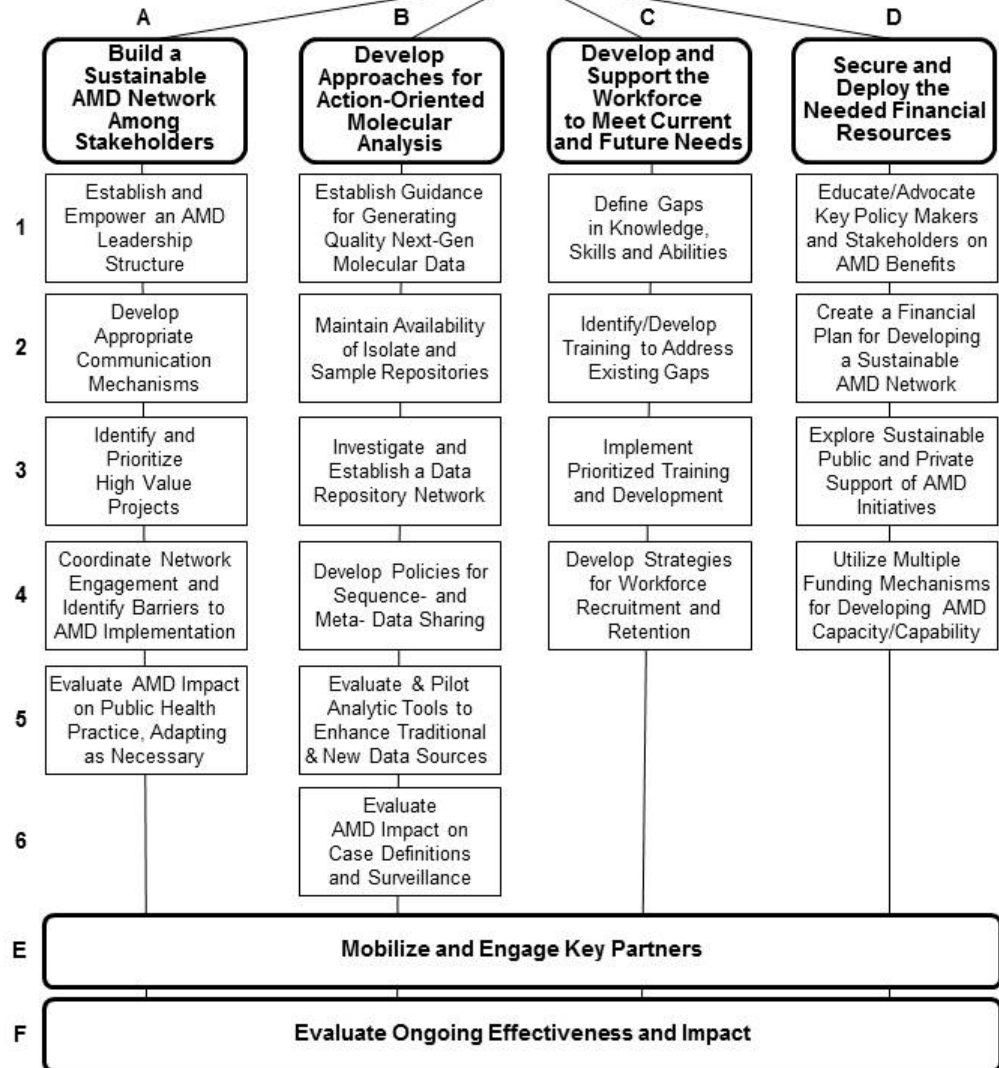 A
B
C
D
Build a
Sustainable
AMD Network
Among
Stakeholders
Develop
Approaches for
Action-Oriented
Molecular
Analysis
Develop and
Support the
Workforce
to Meet Current
and Future Needs
Secure and
Deploy the
Needed Financial
Resources
1
Establish and
Empower an AMD
Leadership
Structure
Establish Guidance
for Generating
Quality Next-Gen
Molecular Data
Define Gaps
in Knowledge,
Skills and Abilities
Educate/Advocate
Key Policy Makers
and Stakeholders on
AMD Benefits
2
Develop
Appropriate
Communication
Mechanisms
Maintain Availability
of Isolate and
Sample Repositories
Identify/Develop
Training to Address
Existing Gaps
Create a Financial
Plan for Developing
a Sustainable
AMD Network
3
Identify and
Prioritize
High Value
Projects
Investigate and
Establish a Data
Repository Network
Implement
Prioritized Training
and Development
Explore Sustainable
Public and Private
Support of AMD
Initiatives
4
Coordinate Network
Engagement and
Identify Barriers to
AMD Implementation
Develop Policies for
Sequence- and
Meta- Data Sharing
Develop Strategies
for Workforce
Recruitment and
Retention
Utilize Multiple
Funding Mechanisms
for Developing AMD
Capacity/Capability
5
Evaluate AMD Impact
on Public Health
Practice, Adapting
as Necessary
Evaluate & Pilot
Analytic Tools to
Enhance Traditional
& New Data Sources
6
Evaluate
AMD Impact on
Case Definitions
and Surveillance
E
Mobilize and Engage Key Partners
F
Evaluate Ongoing Effectiveness and Impact